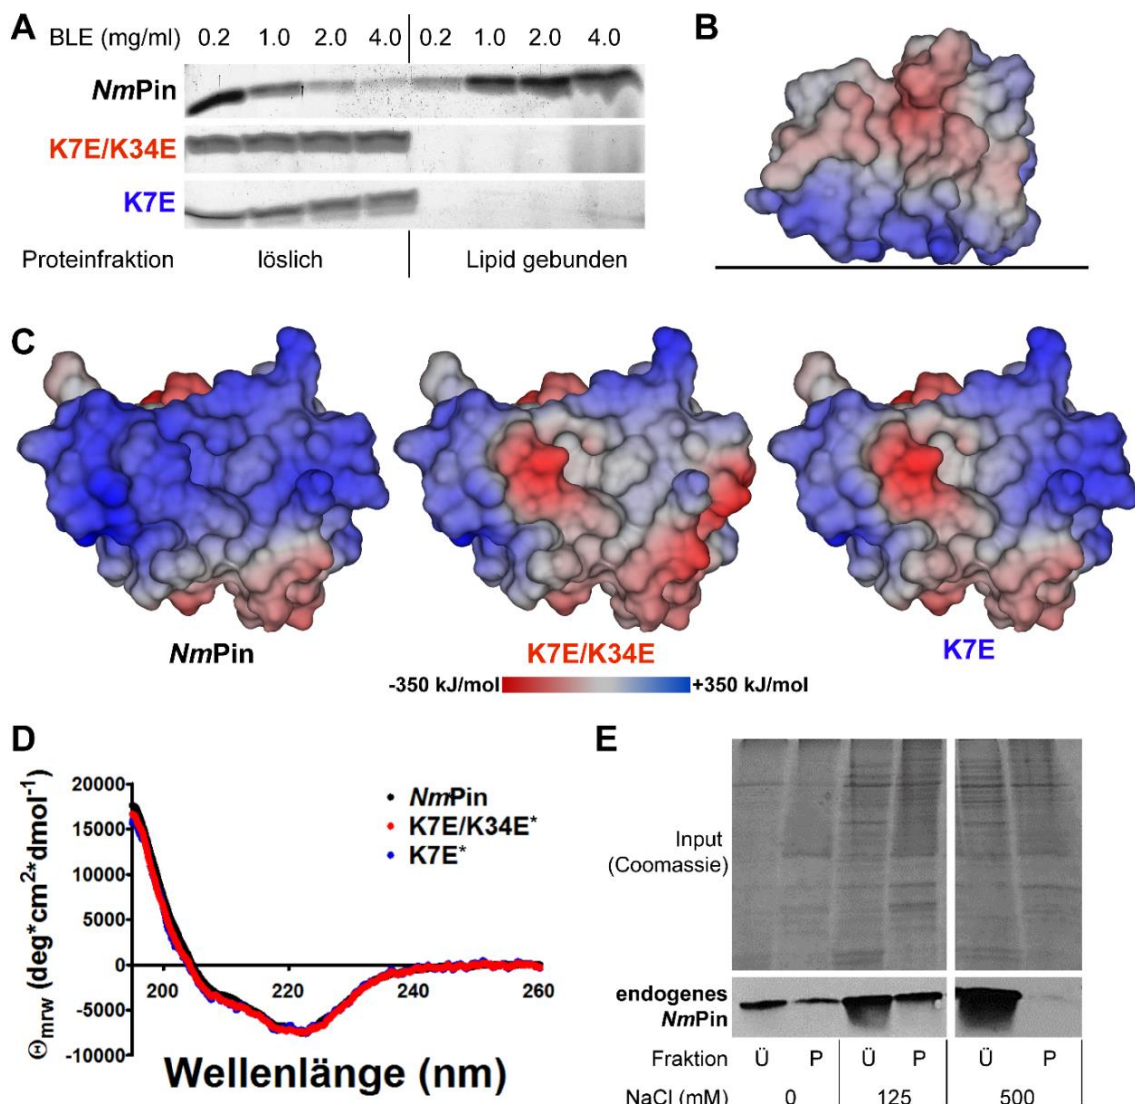 A
BLE (mg/ml) 0.2 1.0 2.0 4.0 0.2 1.0 2.0 4.0
NmPin
K7E/K34E
K7E
Proteinfraktion löslich Lipid gebunden
B
C
NmPin K7E/K34E K7E
-350 kJ/mol +350 kJ/mol
D
Θmrw (deg*cm2*dmol-1)
20000
15000
10000
5000
0
-5000
-10000
200 220 240 260
Wellenlänge (nm)
NmPin
K7E/K34E*
K7E*
E
Input
(Coomassie)
endogenes
NmPin
Fraktion Ü P Ü P Ü P
NaCl (mM) 0 125 500